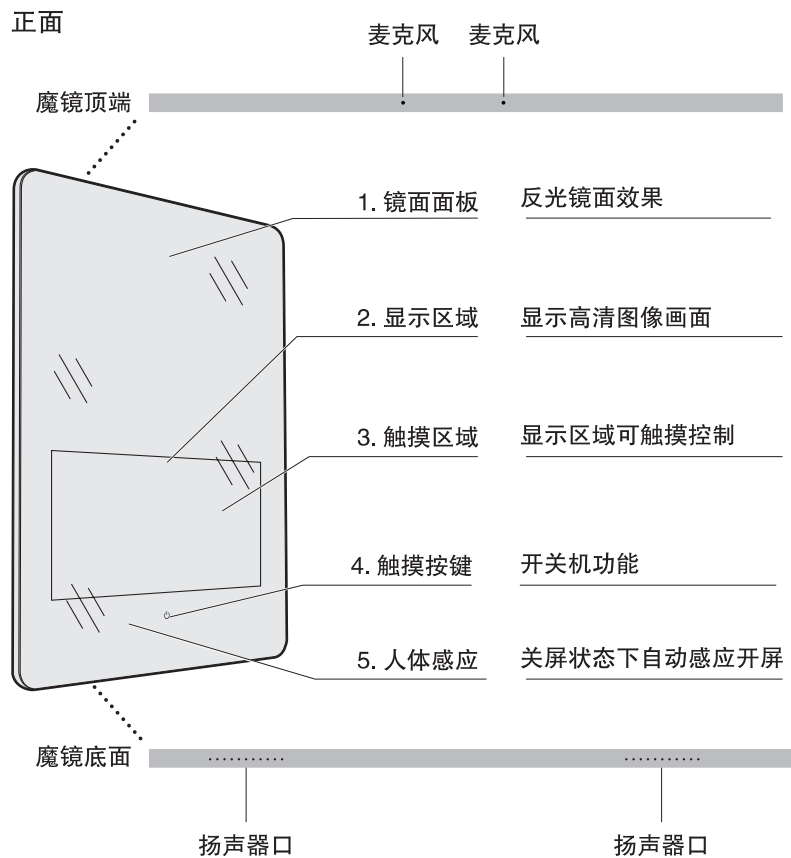 正面
麦克风 麦克风
魔镜顶端
1. 镜面面板 反光镜面效果
2. 显示区域 显示高清图像画面
3. 触摸区域 显示区域可触摸控制
4. 触摸按键 开关机功能
5. 人体感应 关屏状态下自动感应开屏
魔镜底面
扬声器口 扬声器口